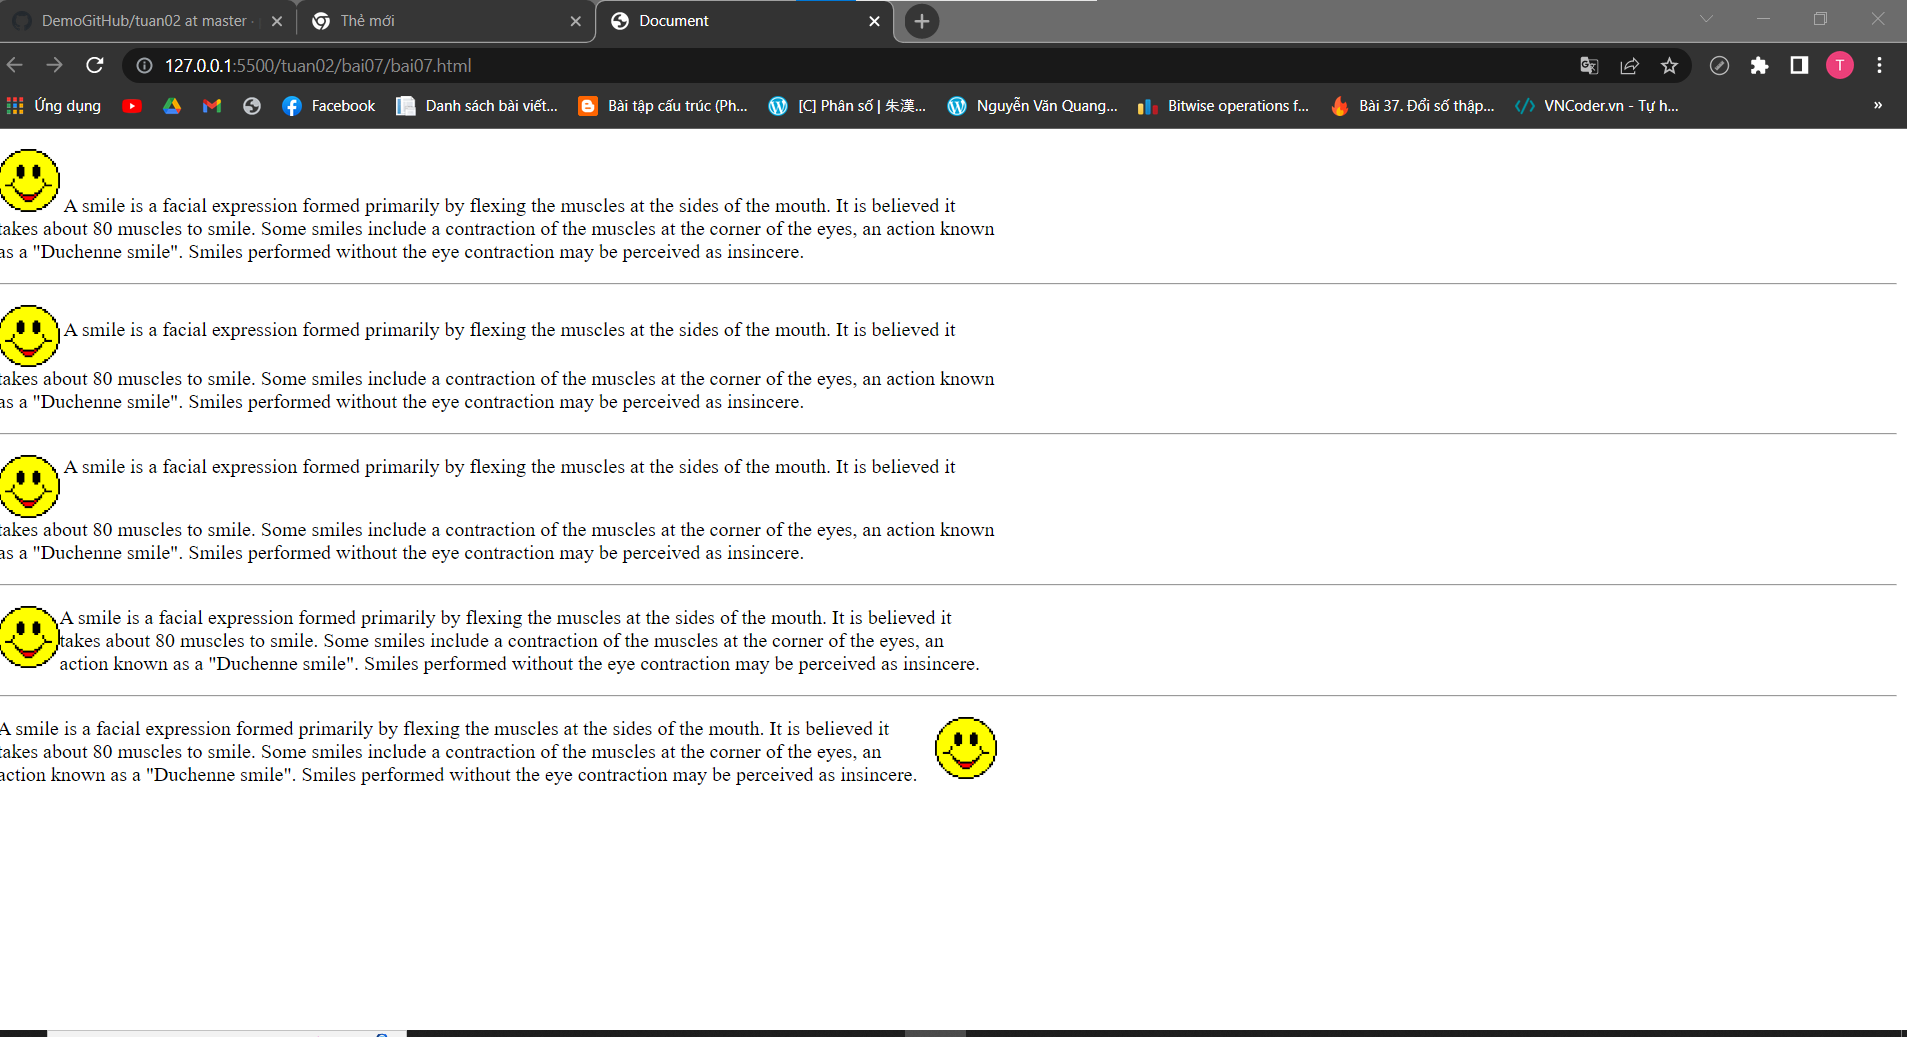 DemoGitHub/tuan02 at master · Thẻ mới Document
127.0.0.1:5500/tuan02/bai07/bai07.html T
Ứng dụng Facebook Danh sách bài viết... Bài tập cấu trúc (Ph... [C] Phân số | 朱漢... Nguyễn Văn Quang... Bitwise operations f... Bài 37. Đổi số thập... VNCoder.vn - Tự h... »
A smile is a facial expression formed primarily by flexing the muscles at the sides of the mouth. It is believed it
takes about 80 muscles to smile. Some smiles include a contraction of the muscles at the corner of the eyes, an action known
as a "Duchenne smile". Smiles performed without the eye contraction may be perceived as insincere.
A smile is a facial expression formed primarily by flexing the muscles at the sides of the mouth. It is believed it
takes about 80 muscles to smile. Some smiles include a contraction of the muscles at the corner of the eyes, an action known
as a "Duchenne smile". Smiles performed without the eye contraction may be perceived as insincere.
A smile is a facial expression formed primarily by flexing the muscles at the sides of the mouth. It is believed it
takes about 80 muscles to smile. Some smiles include a contraction of the muscles at the corner of the eyes, an action known
as a "Duchenne smile". Smiles performed without the eye contraction may be perceived as insincere.
A smile is a facial expression formed primarily by flexing the muscles at the sides of the mouth. It is believed it
takes about 80 muscles to smile. Some smiles include a contraction of the muscles at the corner of the eyes, an
action known as a "Duchenne smile". Smiles performed without the eye contraction may be perceived as insincere.
A smile is a facial expression formed primarily by flexing the muscles at the sides of the mouth. It is believed it
takes about 80 muscles to smile. Some smiles include a contraction of the muscles at the corner of the eyes, an
action known as a "Duchenne smile". Smiles performed without the eye contraction may be perceived as insincere.